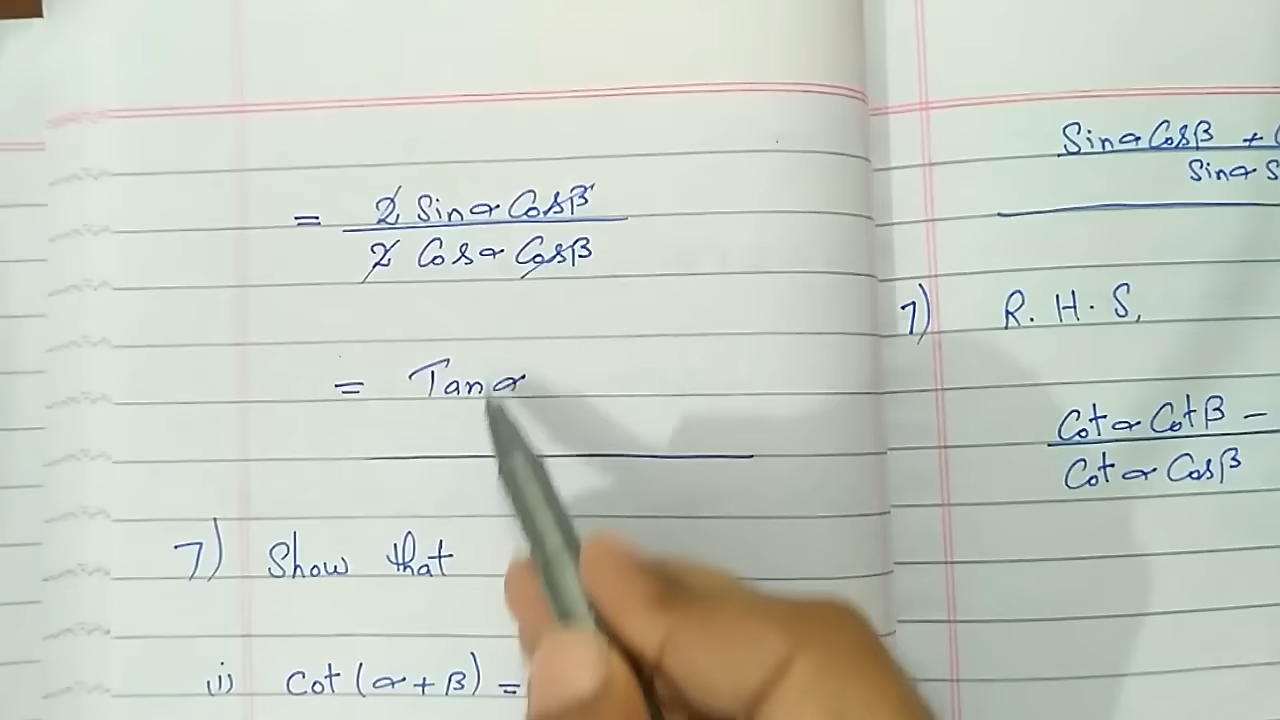 = 2 Sinα Cosβ
2 Cosα Cosβ
= Tanα
7) Show that
(i) Cot(α+β) =
Sinα Cosβ +
Sinα S
7) R.H.S,
Cotα Cotβ -
Cotα Cosβ